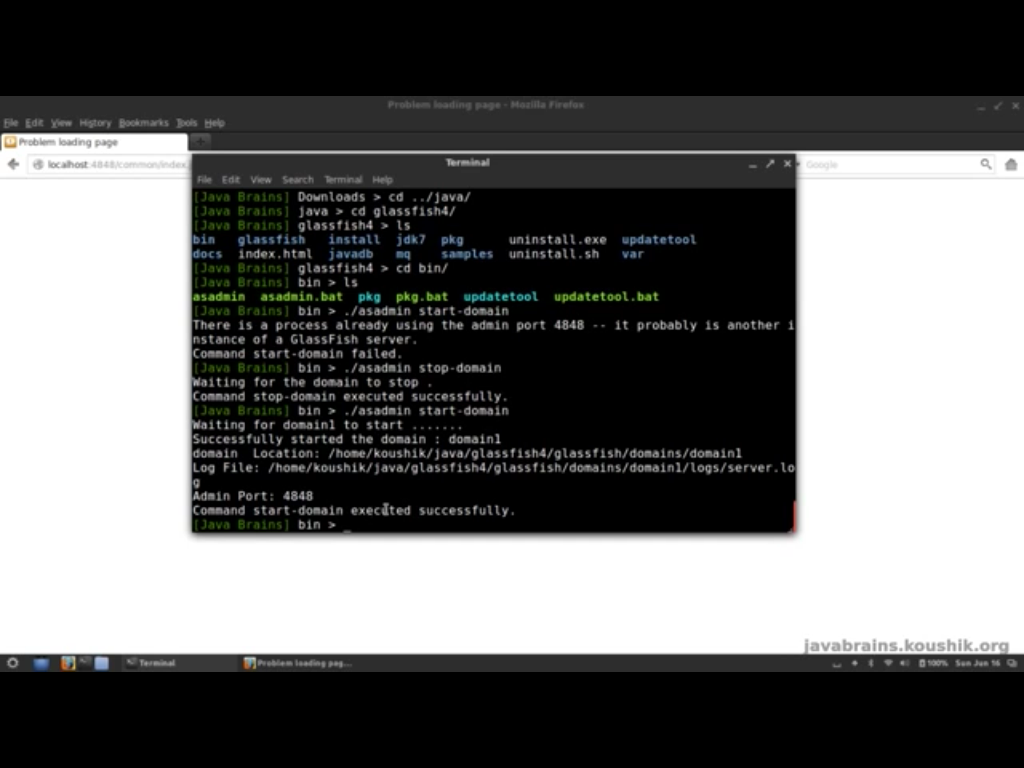 Problem loading page - Mozilla Firefox
File Edit View History Bookmarks Tools Help
Problem loading page
localhost:4848/common/index
Google
Terminal
File Edit View Search Terminal Help
[Java Brains] Downloads > cd ../java/
[Java Brains] java > cd glassfish4/
[Java Brains] glassfish4 > ls
bin glassfish install jdk7 pkg uninstall.exe updatetool
docs index.html javadb mq samples uninstall.sh var
[Java Brains] glassfish4 > cd bin/
[Java Brains] bin > ls
asadmin asadmin.bat pkg pkg.bat updatetool updatetool.bat
[Java Brains] bin > ./asadmin start-domain
There is a process already using the admin port 4848 -- it probably is another i
nstance of a GlassFish server.
Command start-domain failed.
[Java Brains] bin > ./asadmin stop-domain
Waiting for the domain to stop .
Command stop-domain executed successfully.
[Java Brains] bin > ./asadmin start-domain
Waiting for domain1 to start .......
Successfully started the domain : domain1
domain  Location: /home/koushik/java/glassfish4/glassfish/domains/domain1
Log File: /home/koushik/java/glassfish4/glassfish/domains/domain1/logs/server.lo
g
Admin Port: 4848
Command start-domain executed successfully.
[Java Brains] bin > _
javabrains.koushik.org
Terminal
Problem loading pag...
100% Sun Jun 16